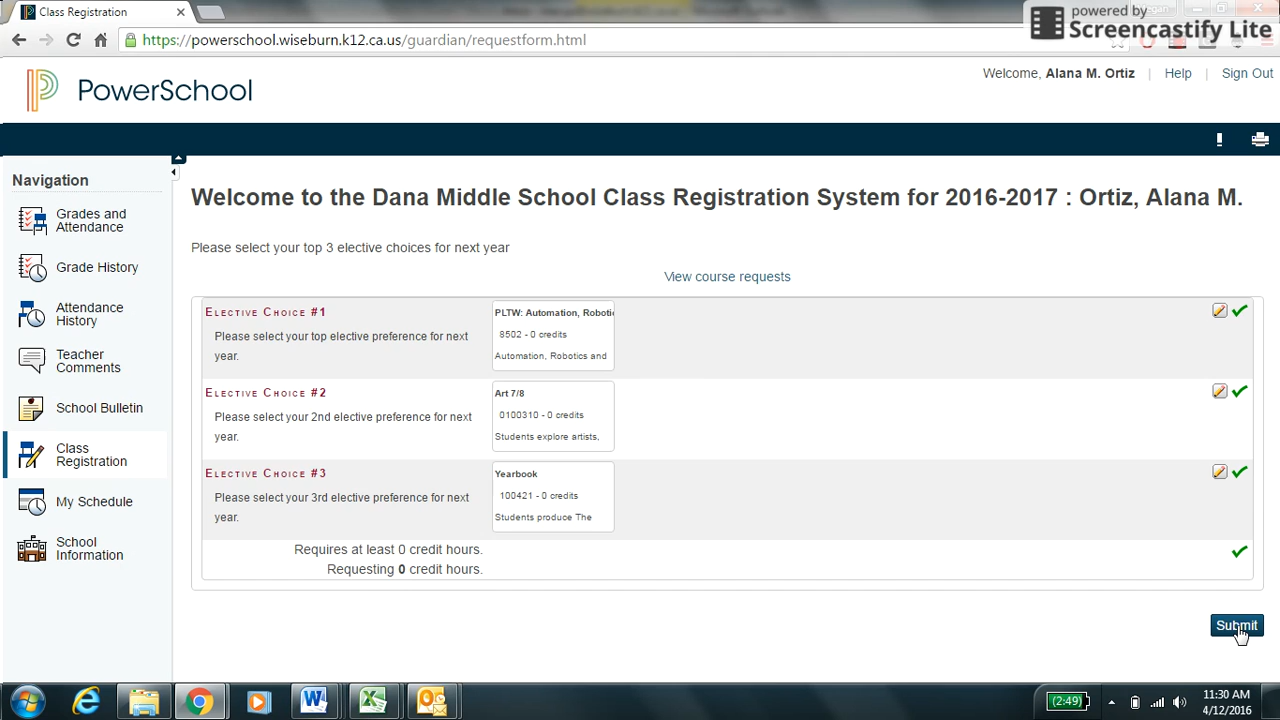 Class Registration
powered by
Screencastify Lite
https://powerschool.wiseburn.k12.ca.us/guardian/requestform.html
PowerSchool
Welcome, Alana M. Ortiz | Help | Sign Out
Navigation
Grades and
Attendance
Grade History
Attendance
History
Teacher
Comments
School Bulletin
Class
Registration
My Schedule
School
Information
Welcome to the Dana Middle School Class Registration System for 2016-2017 : Ortiz, Alana M.
Please select your top 3 elective choices for next year
View course requests
Elective Choice #1
Please select your top elective preference for next
year.
PLTW: Automation, Roboti
8502 - 0 credits
Automation, Robotics and
Elective Choice #2
Please select your 2nd elective preference for next
year.
Art 7/8
0100310 - 0 credits
Students explore artists,
Elective Choice #3
Please select your 3rd elective preference for next
year.
Yearbook
100421 - 0 credits
Students produce The
Requires at least 0 credit hours.
Requesting 0 credit hours.
Submit
(2:49)
11:30 AM
4/12/2016